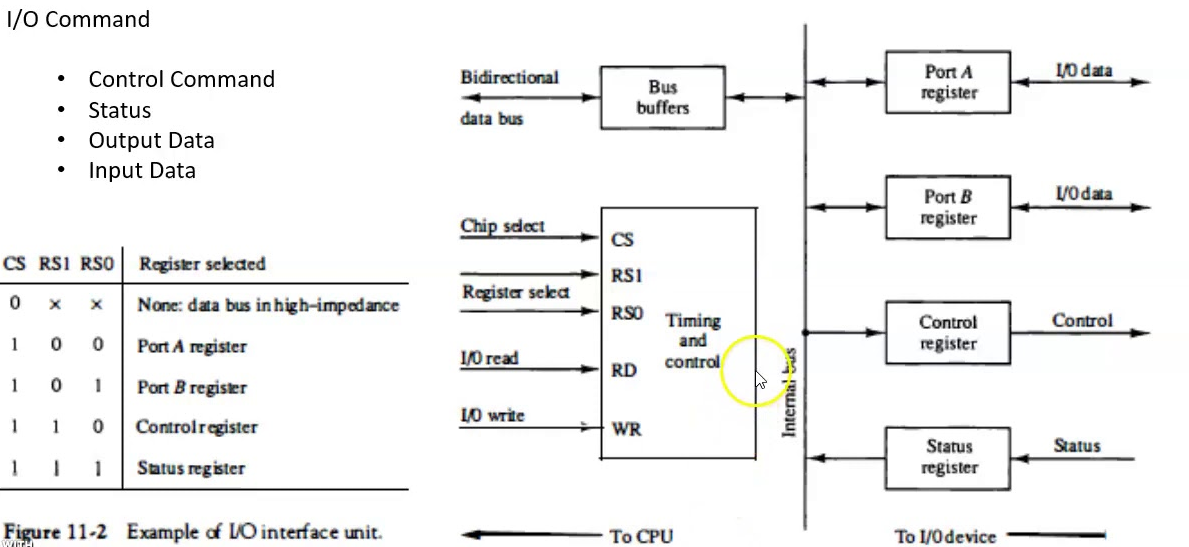 I/O Command
• Control Command
• Status
• Output Data
• Input Data
CS RS1 RS0 Register selected
0 × × None: data bus in high-impedance
1 0 0 Port A register
1 0 1 Port B register
1 1 0 Control register
1 1 1 Status register
Figure 11-2 Example of I/O interface unit.
WITH
Bidirectional
data bus
Bus
buffers
Chip select
CS
RS1
Register select
RS0
Timing
and
control
I/O read
RD
I/O write
WR
Internal bus
Port A
register
I/O data
Port B
register
I/O data
Control
register
Control
Status
register
Status
To CPU
To I/O device